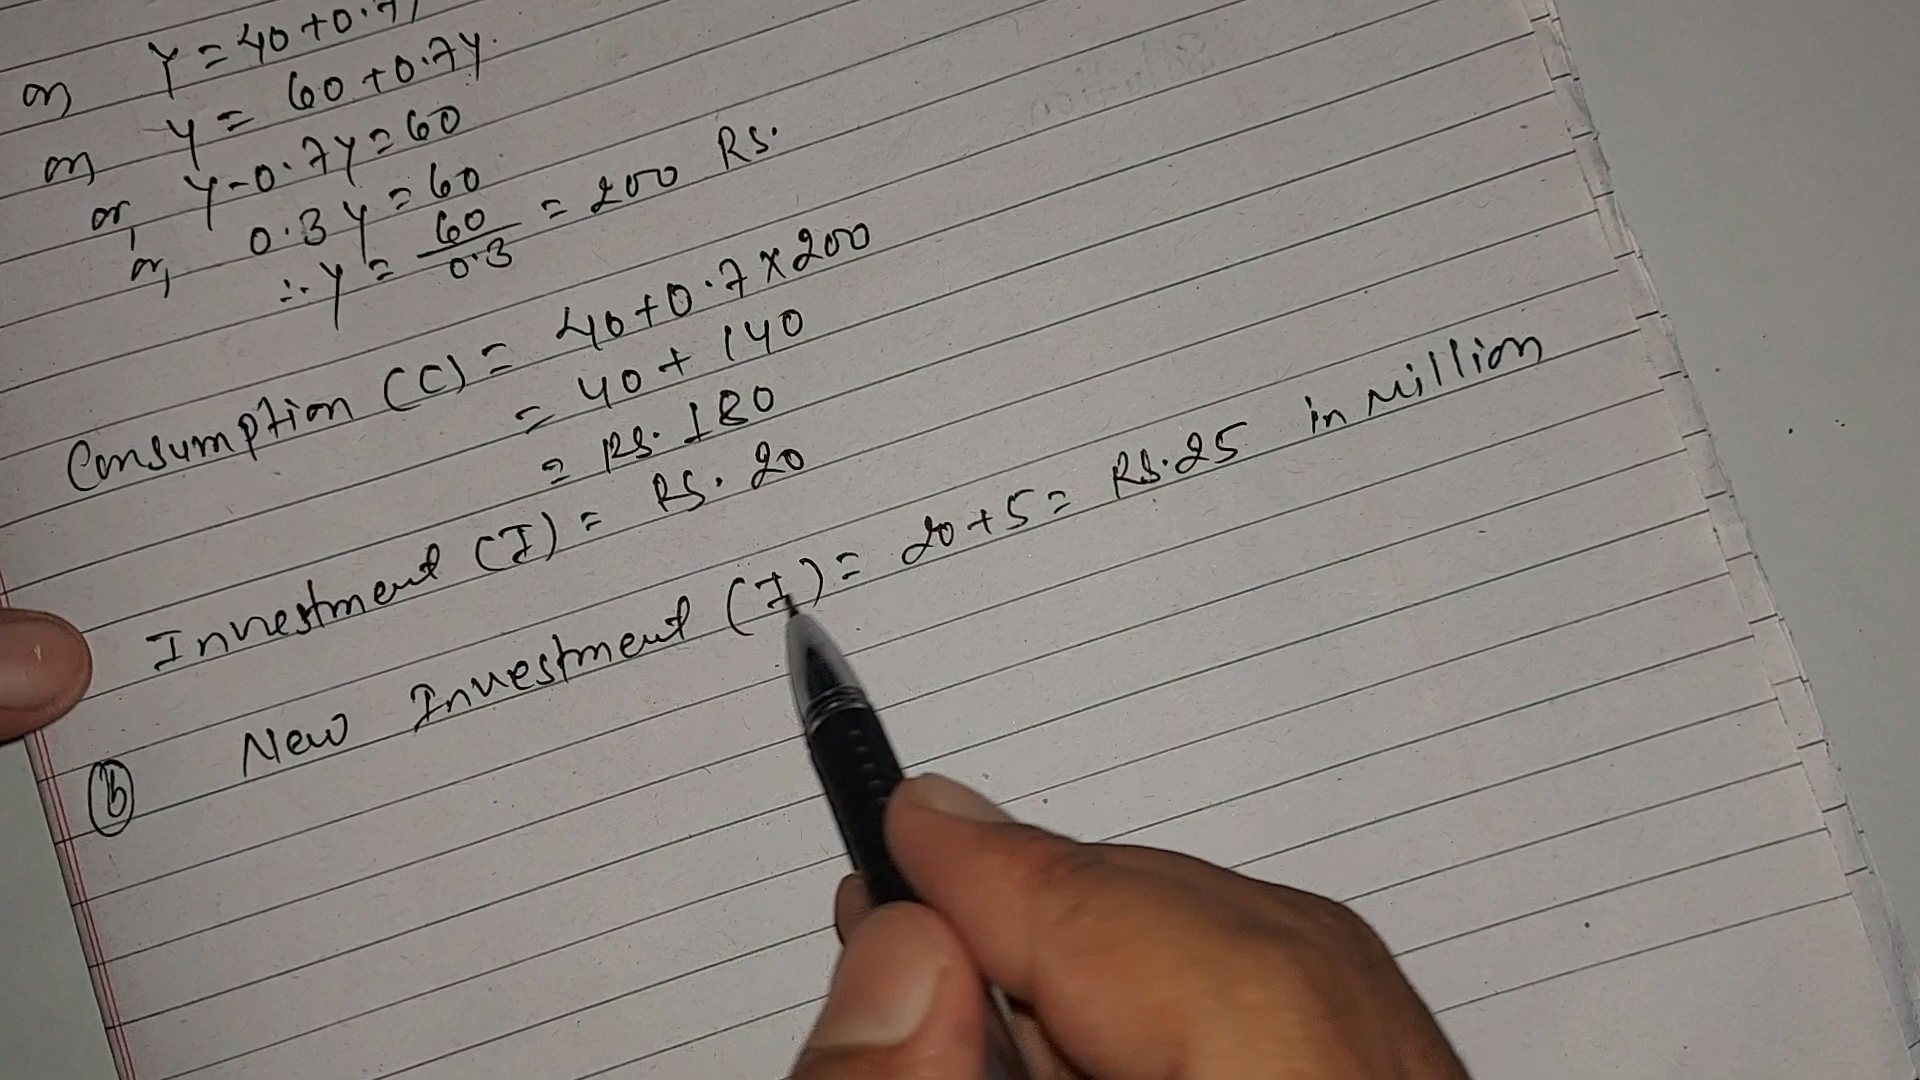 or Y = 40 + 0.7
or Y = 60 + 0.7Y.
or, Y - 0.7Y = 60
or, 0.3Y = 60
∴ Y = 60/0.3 = 200 RS.
Consumption (C) = 40 + 0.7 × 200
= 40 + 140
= RS. 180
Investment (I) = RS. 20
(b) New Investment (I) = 20 + 5 = RS. 25 in Million
Solution